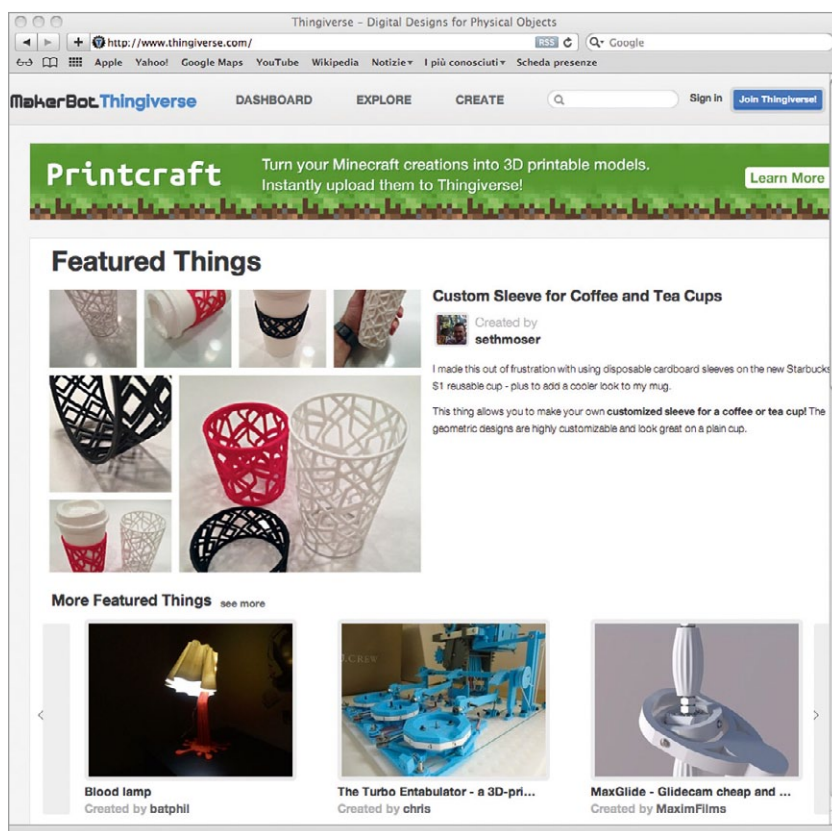 Thingiverse – Digital Designs for Physical Objects
http://www.thingiverse.com/
RSS
Google
Apple Yahoo! Google Maps YouTube Wikipedia Notizie▾ I più conosciuti▾ Scheda presenze
MakerBot Thingiverse DASHBOARD EXPLORE CREATE Sign in Join Thingiverse!
Printcraft
Turn your Minecraft creations into 3D printable models.
Instantly upload them to Thingiverse!
Learn More
Featured Things
Custom Sleeve for Coffee and Tea Cups
Created by
sethmoser
I made this out of frustration with using disposable cardboard sleeves on the new Starbucks
$1 reusable cup - plus to add a cooler look to my mug.
This thing allows you to make your own customized sleeve for a coffee or tea cup! The
geometric designs are highly customizable and look great on a plain cup.
More Featured Things see more
J.CREW
Blood lamp
Created by batphil
The Turbo Entabulator - a 3D-pri...
Created by chris
MaxGlide - Glidecam cheap and ...
Created by MaximFilms